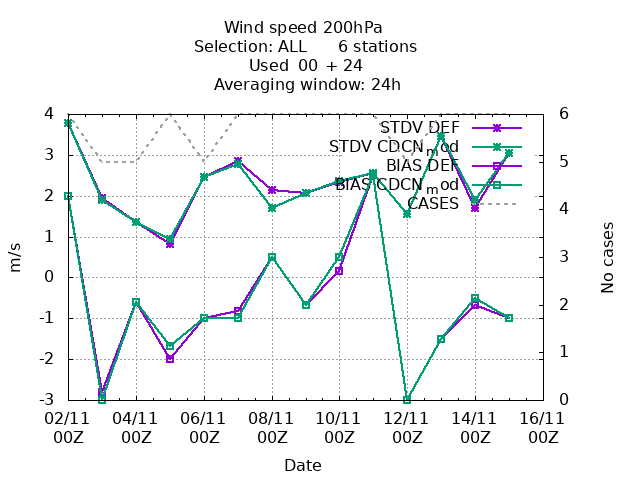 Wind speed 200hPa
Selection: ALL 6 stations
Used 00 + 24
Averaging window: 24h
4
3
2
1
0
-1
-2
-3
m/s
6
5
4
3
2
1
0
No cases
STDV DEF
STDV CDCN_mod
BIAS DEF
BIAS CDCN_mod
CASES
02/11 04/11 06/11 08/11 10/11 12/11 14/11 16/11
00Z 00Z 00Z 00Z 00Z 00Z 00Z 00Z
Date